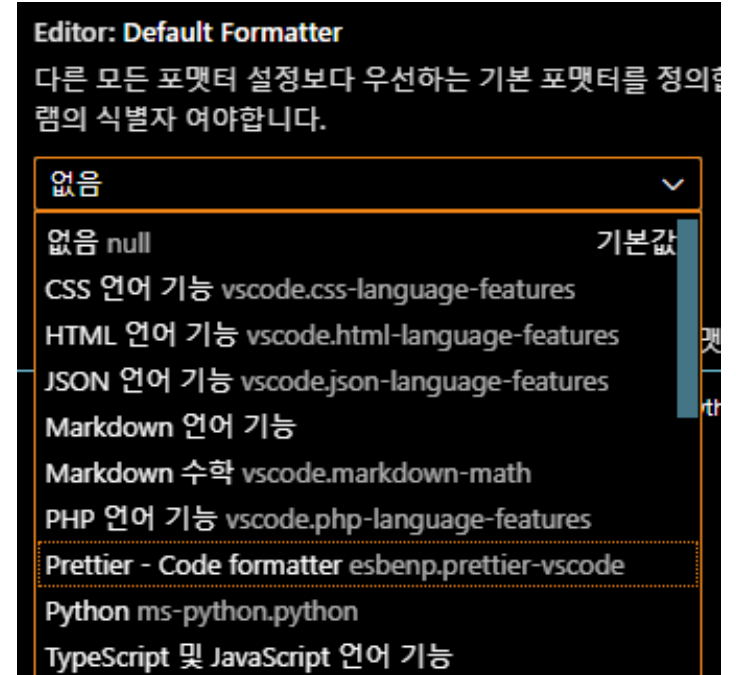 Editor: Default Formatter
다른 모든 포맷터 설정보다 우선하는 기본 포맷터를 정의
램의 식별자 여야합니다.
없음
없음 null 기본값
CSS 언어 기능 vscode.css-language-features
HTML 언어 기능 vscode.html-language-features
JSON 언어 기능 vscode.json-language-features
Markdown 언어 기능
Markdown 수학 vscode.markdown-math
PHP 언어 기능 vscode.php-language-features
Prettier - Code formatter esbenp.prettier-vscode
Python ms-python.python
TypeScript 및 JavaScript 언어 기능